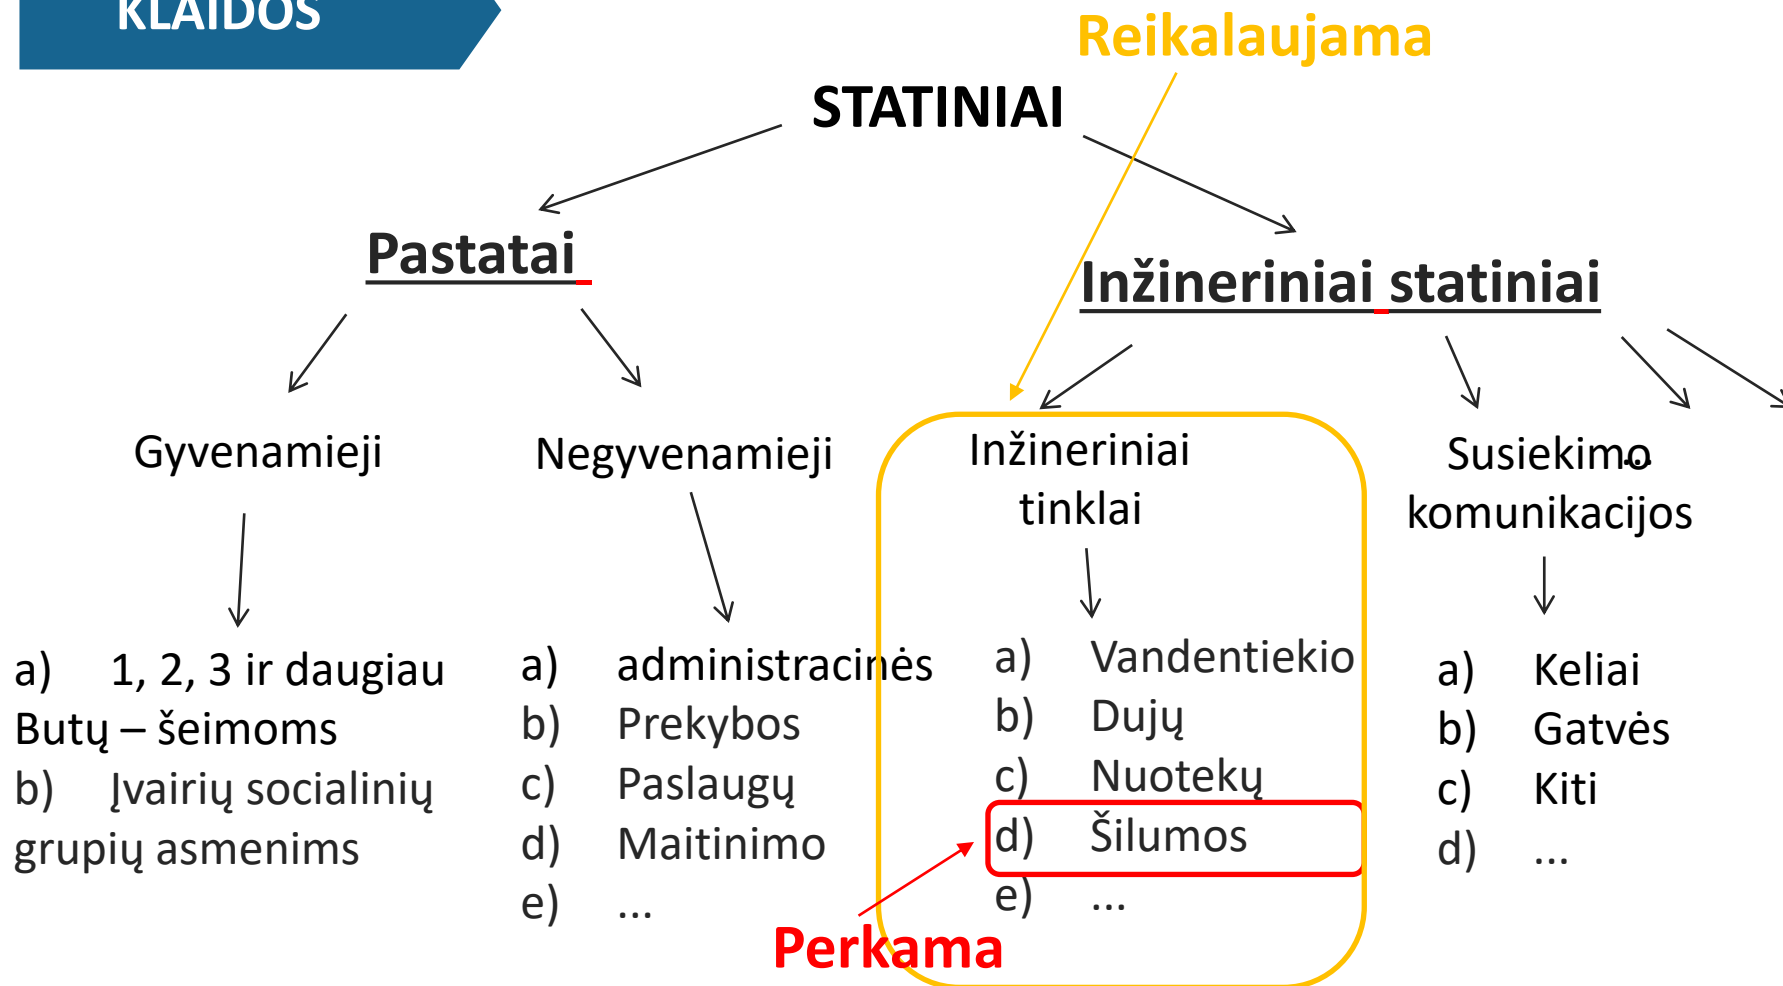 KLAIDOS
Reikalaujama
STATINIAI
Pastatai
Inžineriniai statiniai
Gyvenamieji
Negyvenamieji
Inžineriniai
tinklai
Susiekimo
komunikacijos
...
a) 1, 2, 3 ir daugiau
Butų – šeimoms
b) Įvairių socialinių
grupių asmenims
a) administracinės
b) Prekybos
c) Paslaugų
d) Maitinimo
e) ...
a) Vandentiekio
b) Dujų
c) Nuotekų
d) Šilumos
e) ...
a) Keliai
b) Gatvės
c) Kiti
d) ...
Perkama